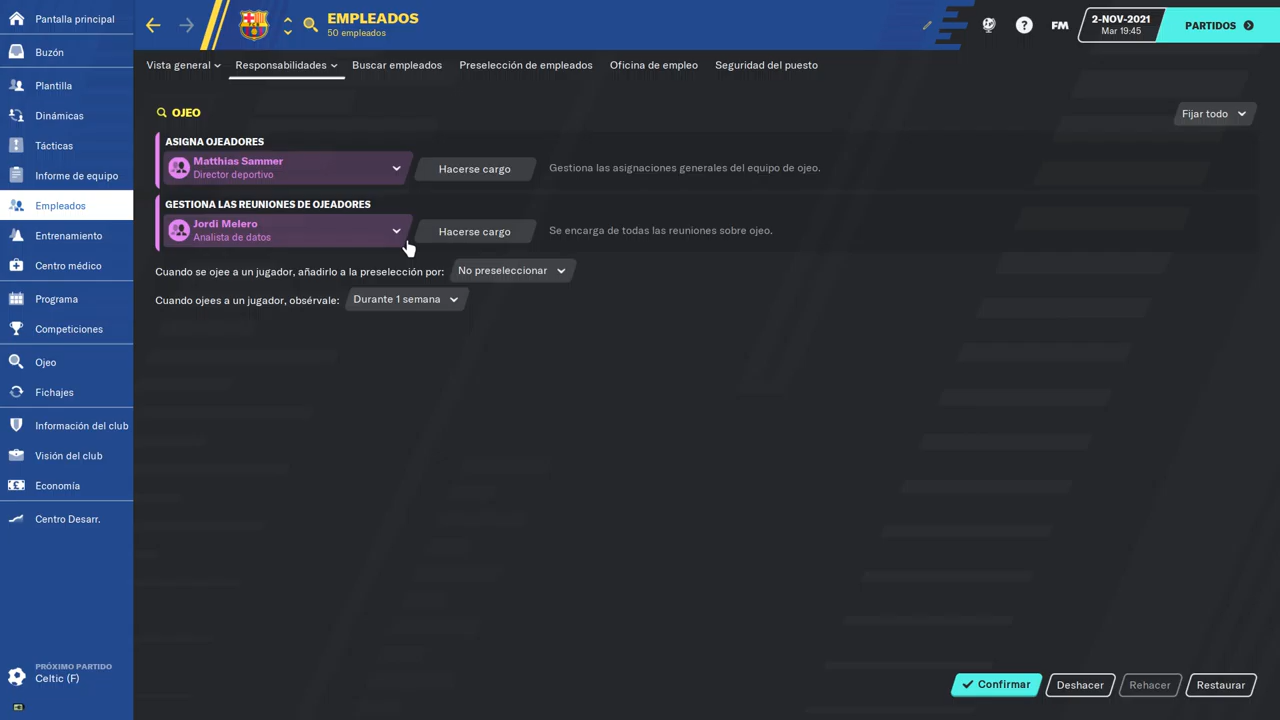 Pantalla principal
Buzón
Plantilla
Dinámicas
Tácticas
Informe de equipo
Empleados
Entrenamiento
Centro médico
Programa
Competiciones
Ojeo
Fichajes
Información del club
Visión del club
Economía
Centro Desarr.
PRÓXIMO PARTIDO
Celtic (F)
EMPLEADOS
50 empleados
FM
2-NOV-2021
Mar 19:45
PARTIDOS
Vista general
Responsabilidades
Buscar empleados
Preselección de empleados
Oficina de empleo
Seguridad del puesto
OJEO
Fijar todo
ASIGNA OJEADORES
Matthias Sammer
Director deportivo
Hacerse cargo
Gestiona las asignaciones generales del equipo de ojeo.
GESTIONA LAS REUNIONES DE OJEADORES
Jordi Melero
Analista de datos
Hacerse cargo
Se encarga de todas las reuniones sobre ojeo.
Cuando se ojee a un jugador, añadirlo a la preselección por: No preseleccionar
Cuando ojees a un jugador, obsérvale: Durante 1 semana
Confirmar
Deshacer
Rehacer
Restaurar